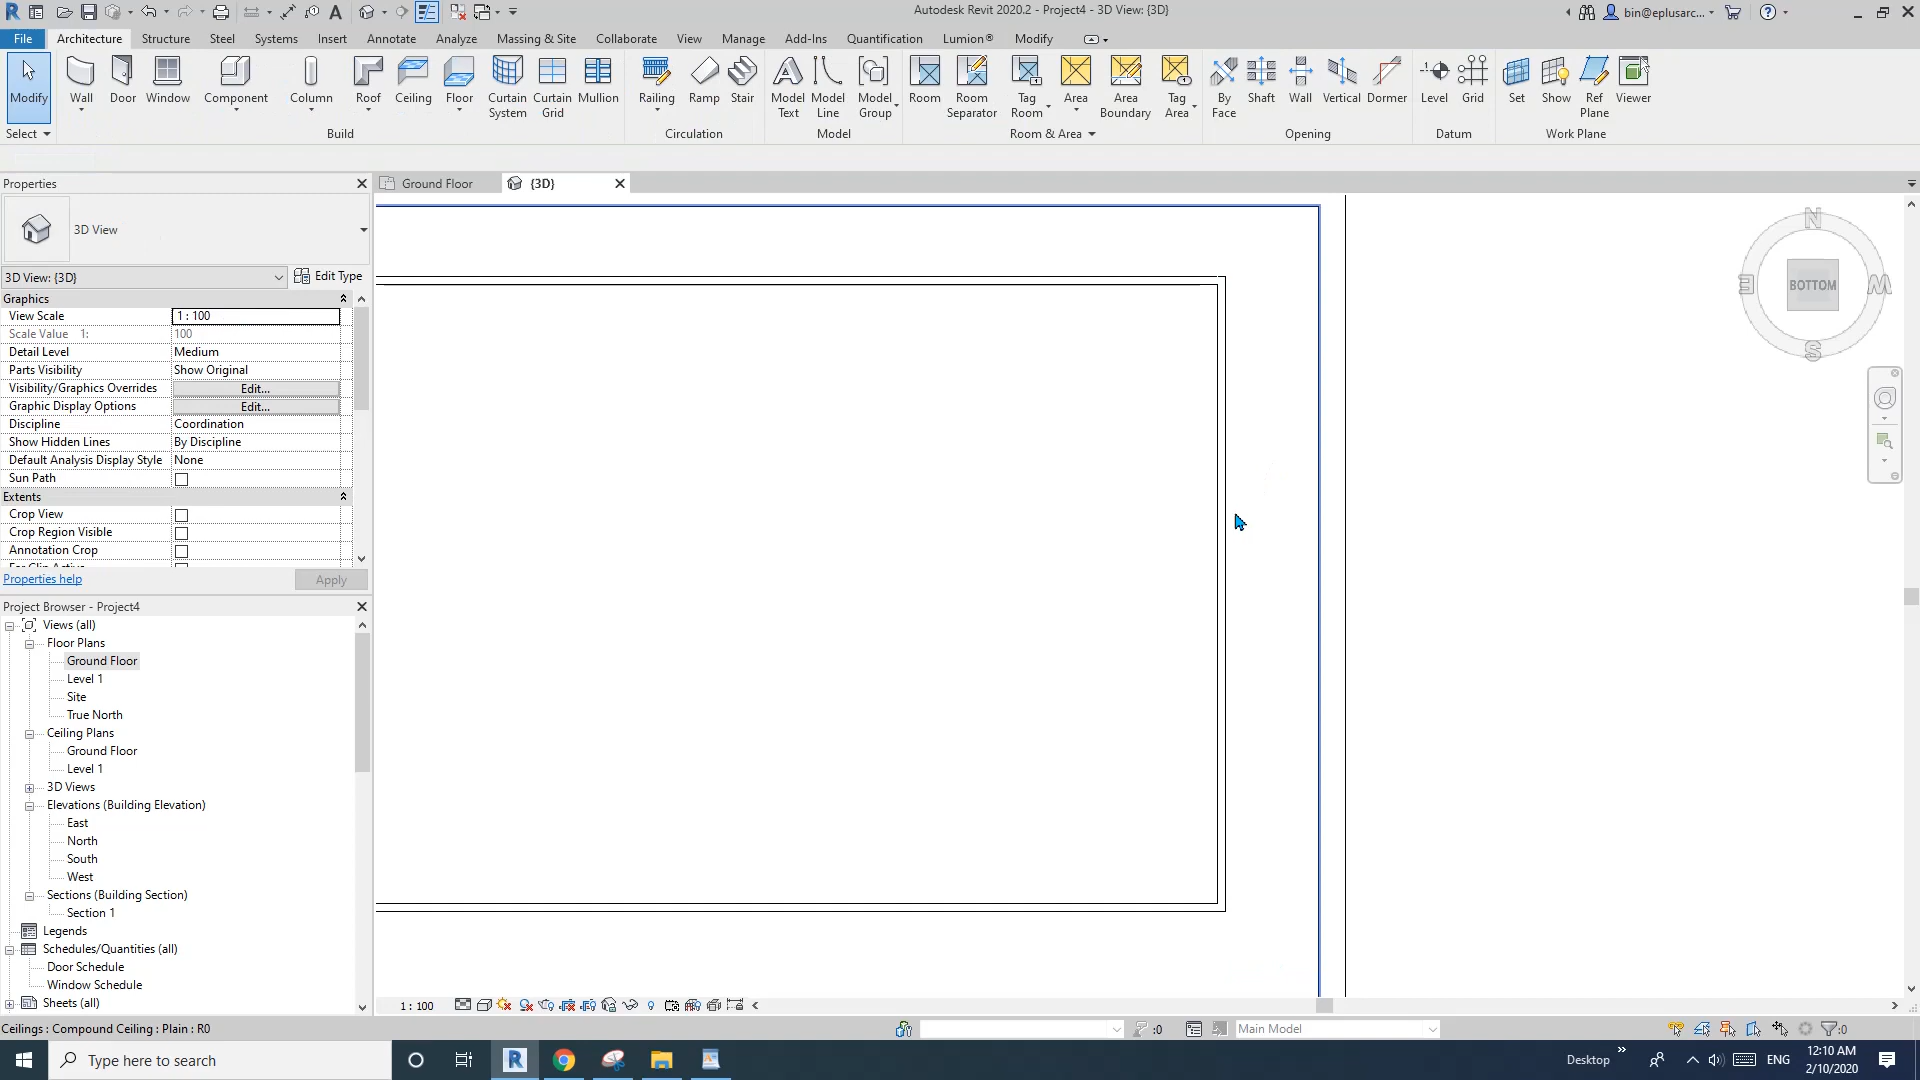 Autodesk Revit 2020.2 - Project4 - 3D View: {3D}
bin@eplusarc...
File
Architecture
Structure
Steel
Systems
Insert
Annotate
Analyze
Massing & Site
Collaborate
View
Manage
Add-Ins
Quantification
Lumion®
Modify
Modify
Wall
Door
Window
Component
Column
Roof
Ceiling
Floor
Curtain System
Curtain Grid
Mullion
Railing
Ramp
Stair
Model Text
Model Line
Model Group
Room
Room Separator
Tag Room
Area
Area Boundary
Tag Area
By Face
Shaft
Wall
Vertical
Dormer
Level
Grid
Set
Show
Ref Plane
Viewer
Select
Build
Circulation
Model
Room & Area
Opening
Datum
Work Plane
Properties
Ground Floor
{3D}
3D View
3D View: {3D}
Edit Type
Graphics
View Scale 1 : 100
Scale Value 1: 100
Detail Level Medium
Parts Visibility Show Original
Visibility/Graphics Overrides Edit...
Graphic Display Options Edit...
Discipline Coordination
Show Hidden Lines By Discipline
Default Analysis Display Style None
Sun Path
Extents
Crop View
Crop Region Visible
Annotation Crop
Properties help
Apply
Project Browser - Project4
Views (all)
Floor Plans
Ground Floor
Level 1
Site
True North
Ceiling Plans
Ground Floor
Level 1
3D Views
Elevations (Building Elevation)
East
North
South
West
Sections (Building Section)
Section 1
Legends
Schedules/Quantities (all)
Door Schedule
Window Schedule
Sheets (all)
N
E
BOTTOM
W
S
1 : 100
Ceilings : Compound Ceiling : Plain : R0
:0
Main Model
:0
Type here to search
Desktop
ENG
12:10 AM
2/10/2020